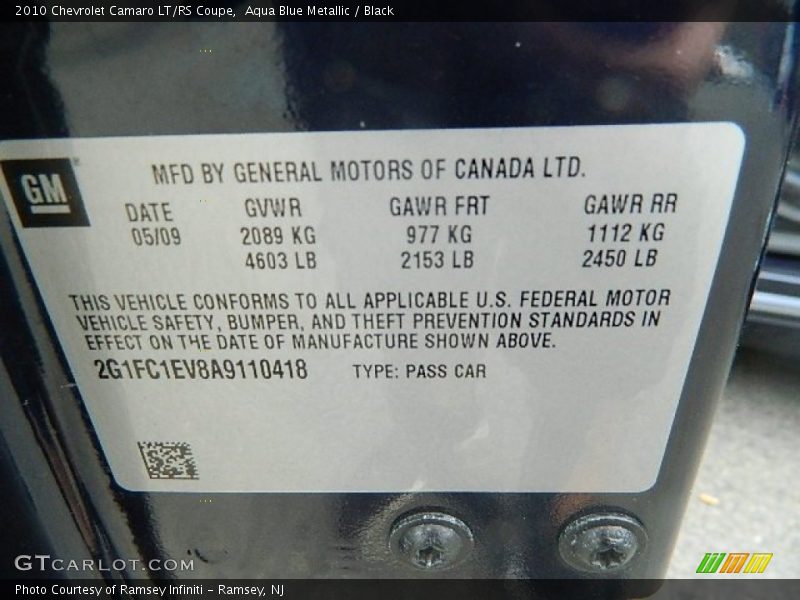 2010 Chevrolet Camaro LT/RS Coupe,  Aqua Blue Metallic / Black
GM
MFD BY GENERAL MOTORS OF CANADA LTD.
DATE GVWR GAWR FRT GAWR RR
05/09 2089 KG 977 KG 1112 KG
4603 LB 2153 LB 2450 LB
THIS VEHICLE CONFORMS TO ALL APPLICABLE U.S. FEDERAL MOTOR
VEHICLE SAFETY, BUMPER, AND THEFT PREVENTION STANDARDS IN
EFFECT ON THE DATE OF MANUFACTURE SHOWN ABOVE.
2G1FC1EV8A9110418 TYPE: PASS CAR
GTCARLOT.COM
Photo Courtesy of Ramsey Infiniti - Ramsey, NJ